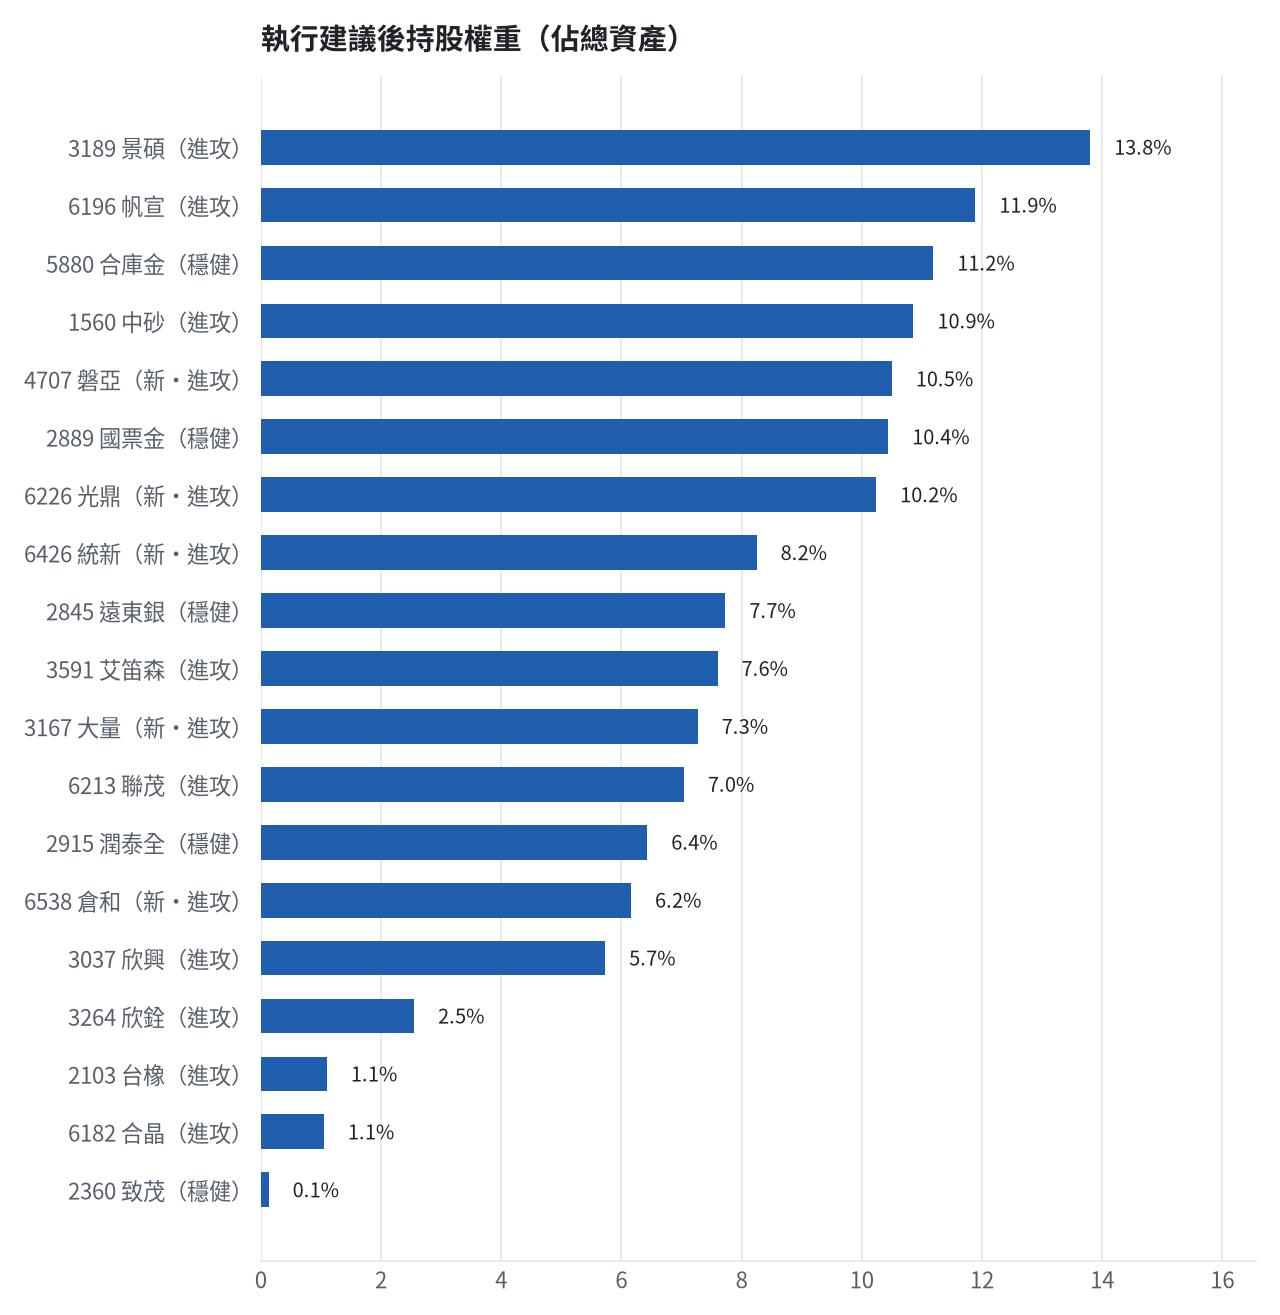 執行建議後持股權重（佔總資產）
3189 景碩（進攻） 13.8%
6196 帆宣（進攻） 11.9%
5880 合庫金（穩健） 11.2%
1560 中砂（進攻） 10.9%
4707 磐亞（新・進攻） 10.5%
2889 國票金（穩健） 10.4%
6226 光鼎（新・進攻） 10.2%
6426 統新（新・進攻） 8.2%
2845 遠東銀（穩健） 7.7%
3591 艾笛森（進攻） 7.6%
3167 大量（新・進攻） 7.3%
6213 聯茂（進攻） 7.0%
2915 潤泰全（穩健） 6.4%
6538 倉和（新・進攻） 6.2%
3037 欣興（進攻） 5.7%
3264 欣銓（進攻） 2.5%
2103 台橡（進攻） 1.1%
6182 合晶（進攻） 1.1%
2360 致茂（穩健） 0.1%
0 2 4 6 8 10 12 14 16